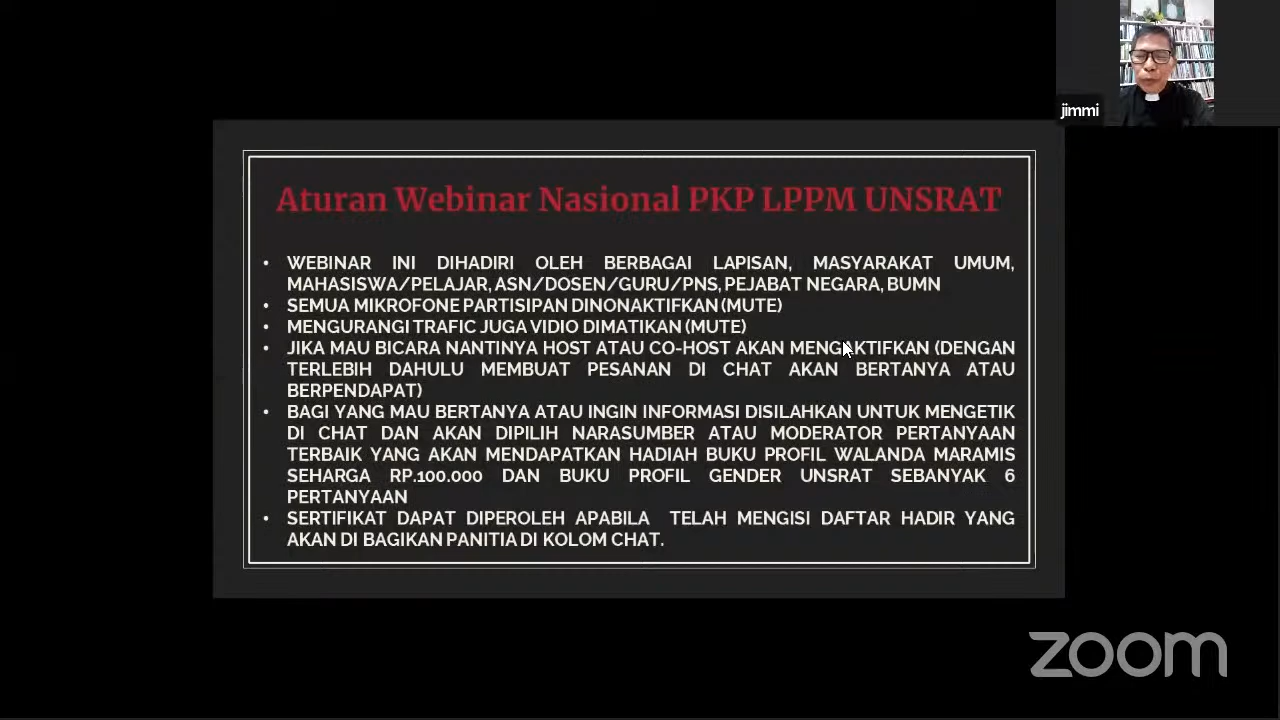 jimmi
Aturan Webinar Nasional PKP LPPM UNSRAT
• WEBINAR INI DIHADIRI OLEH BERBAGAI LAPISAN, MASYARAKAT UMUM,
MAHASISWA/PELAJAR, ASN/DOSEN/GURU/PNS, PEJABAT NEGARA, BUMN
• SEMUA MIKROFONE PARTISIPAN DINONAKTIFKAN (MUTE)
• MENGURANGI TRAFIC JUGA VIDIO DIMATIKAN (MUTE)
• JIKA MAU BICARA NANTINYA HOST ATAU CO-HOST AKAN MENGAKTIFKAN (DENGAN
TERLEBIH DAHULU MEMBUAT PESANAN DI CHAT AKAN BERTANYA ATAU
BERPENDAPAT)
• BAGI YANG MAU BERTANYA ATAU INGIN INFORMASI DISILAHKAN UNTUK MENGETIK
DI CHAT DAN AKAN DIPILIH NARASUMBER ATAU MODERATOR PERTANYAAN
TERBAIK YANG AKAN MENDAPATKAN HADIAH BUKU PROFIL WALANDA MARAMIS
SEHARGA RP.100.000 DAN BUKU PROFIL GENDER UNSRAT SEBANYAK 6
PERTANYAAN
• SERTIFIKAT DAPAT DIPEROLEH APABILA TELAH MENGISI DAFTAR HADIR YANG
AKAN DI BAGIKAN PANITIA DI KOLOM CHAT.
zoom